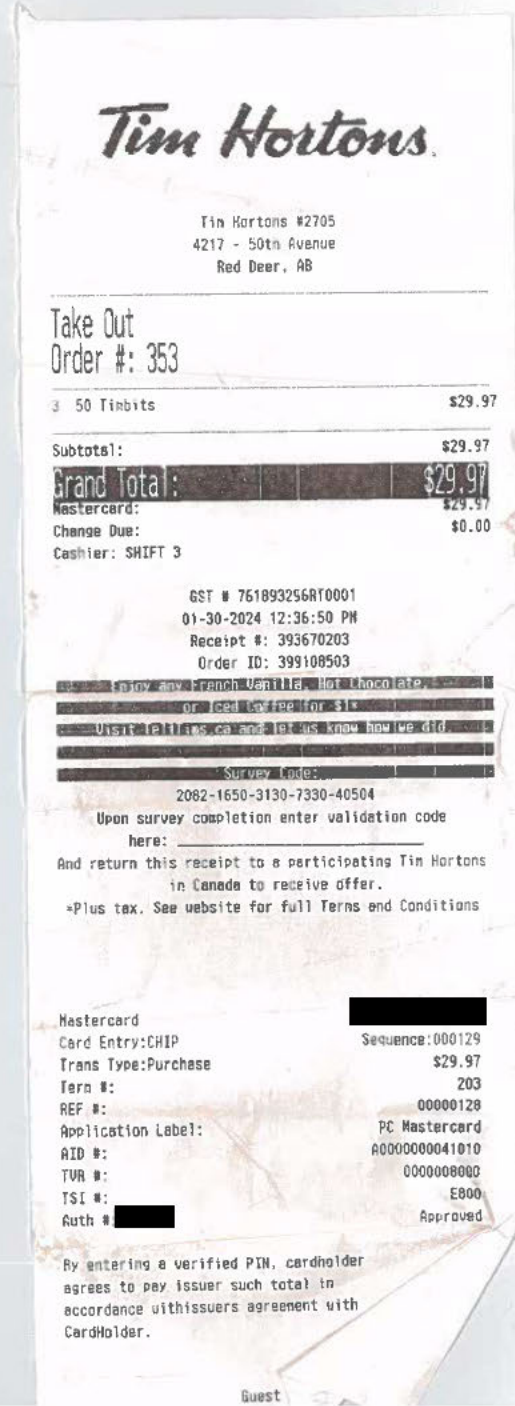 Tim Hortons
Tim Hortons #2705
4217 - 50th Avenue
Red Deer, AB
Take Out
Order #: 353
3 50 Timbits $29.97
Subtotal: $29.97
Grand Total: $29.97
Mastercard: $29.97
Change Due: $0.00
Cashier: SHIFT 3
GST # 761893256RT0001
01-30-2024 12:36:50 PM
Receipt #: 393670203
Order ID: 399108503
Enjoy any French Vanilla, Hot Chocolate,
or Iced Coffee for $1*
Visit Telltims.ca and let us know how we did.
Survey Code:
2082-1650-3130-7330-40504
Upon survey completion enter validation code
here:
And return this receipt to a participating Tim Hortons
in Canada to receive offer.
*Plus tax. See website for full Terms and Conditions
Mastercard
Card Entry:CHIP Sequence:000129
Trans Type:Purchase $29.97
Term #: 203
REF #: 00000128
Application Label: PC Mastercard
AID #: A0000000041010
TVR #: 0000008000
TSI #: E800
Auth #: Approved
By entering a verified PIN, cardholder
agrees to pay issuer such total in
accordance withissuers agreement with
CardHolder.
Guest